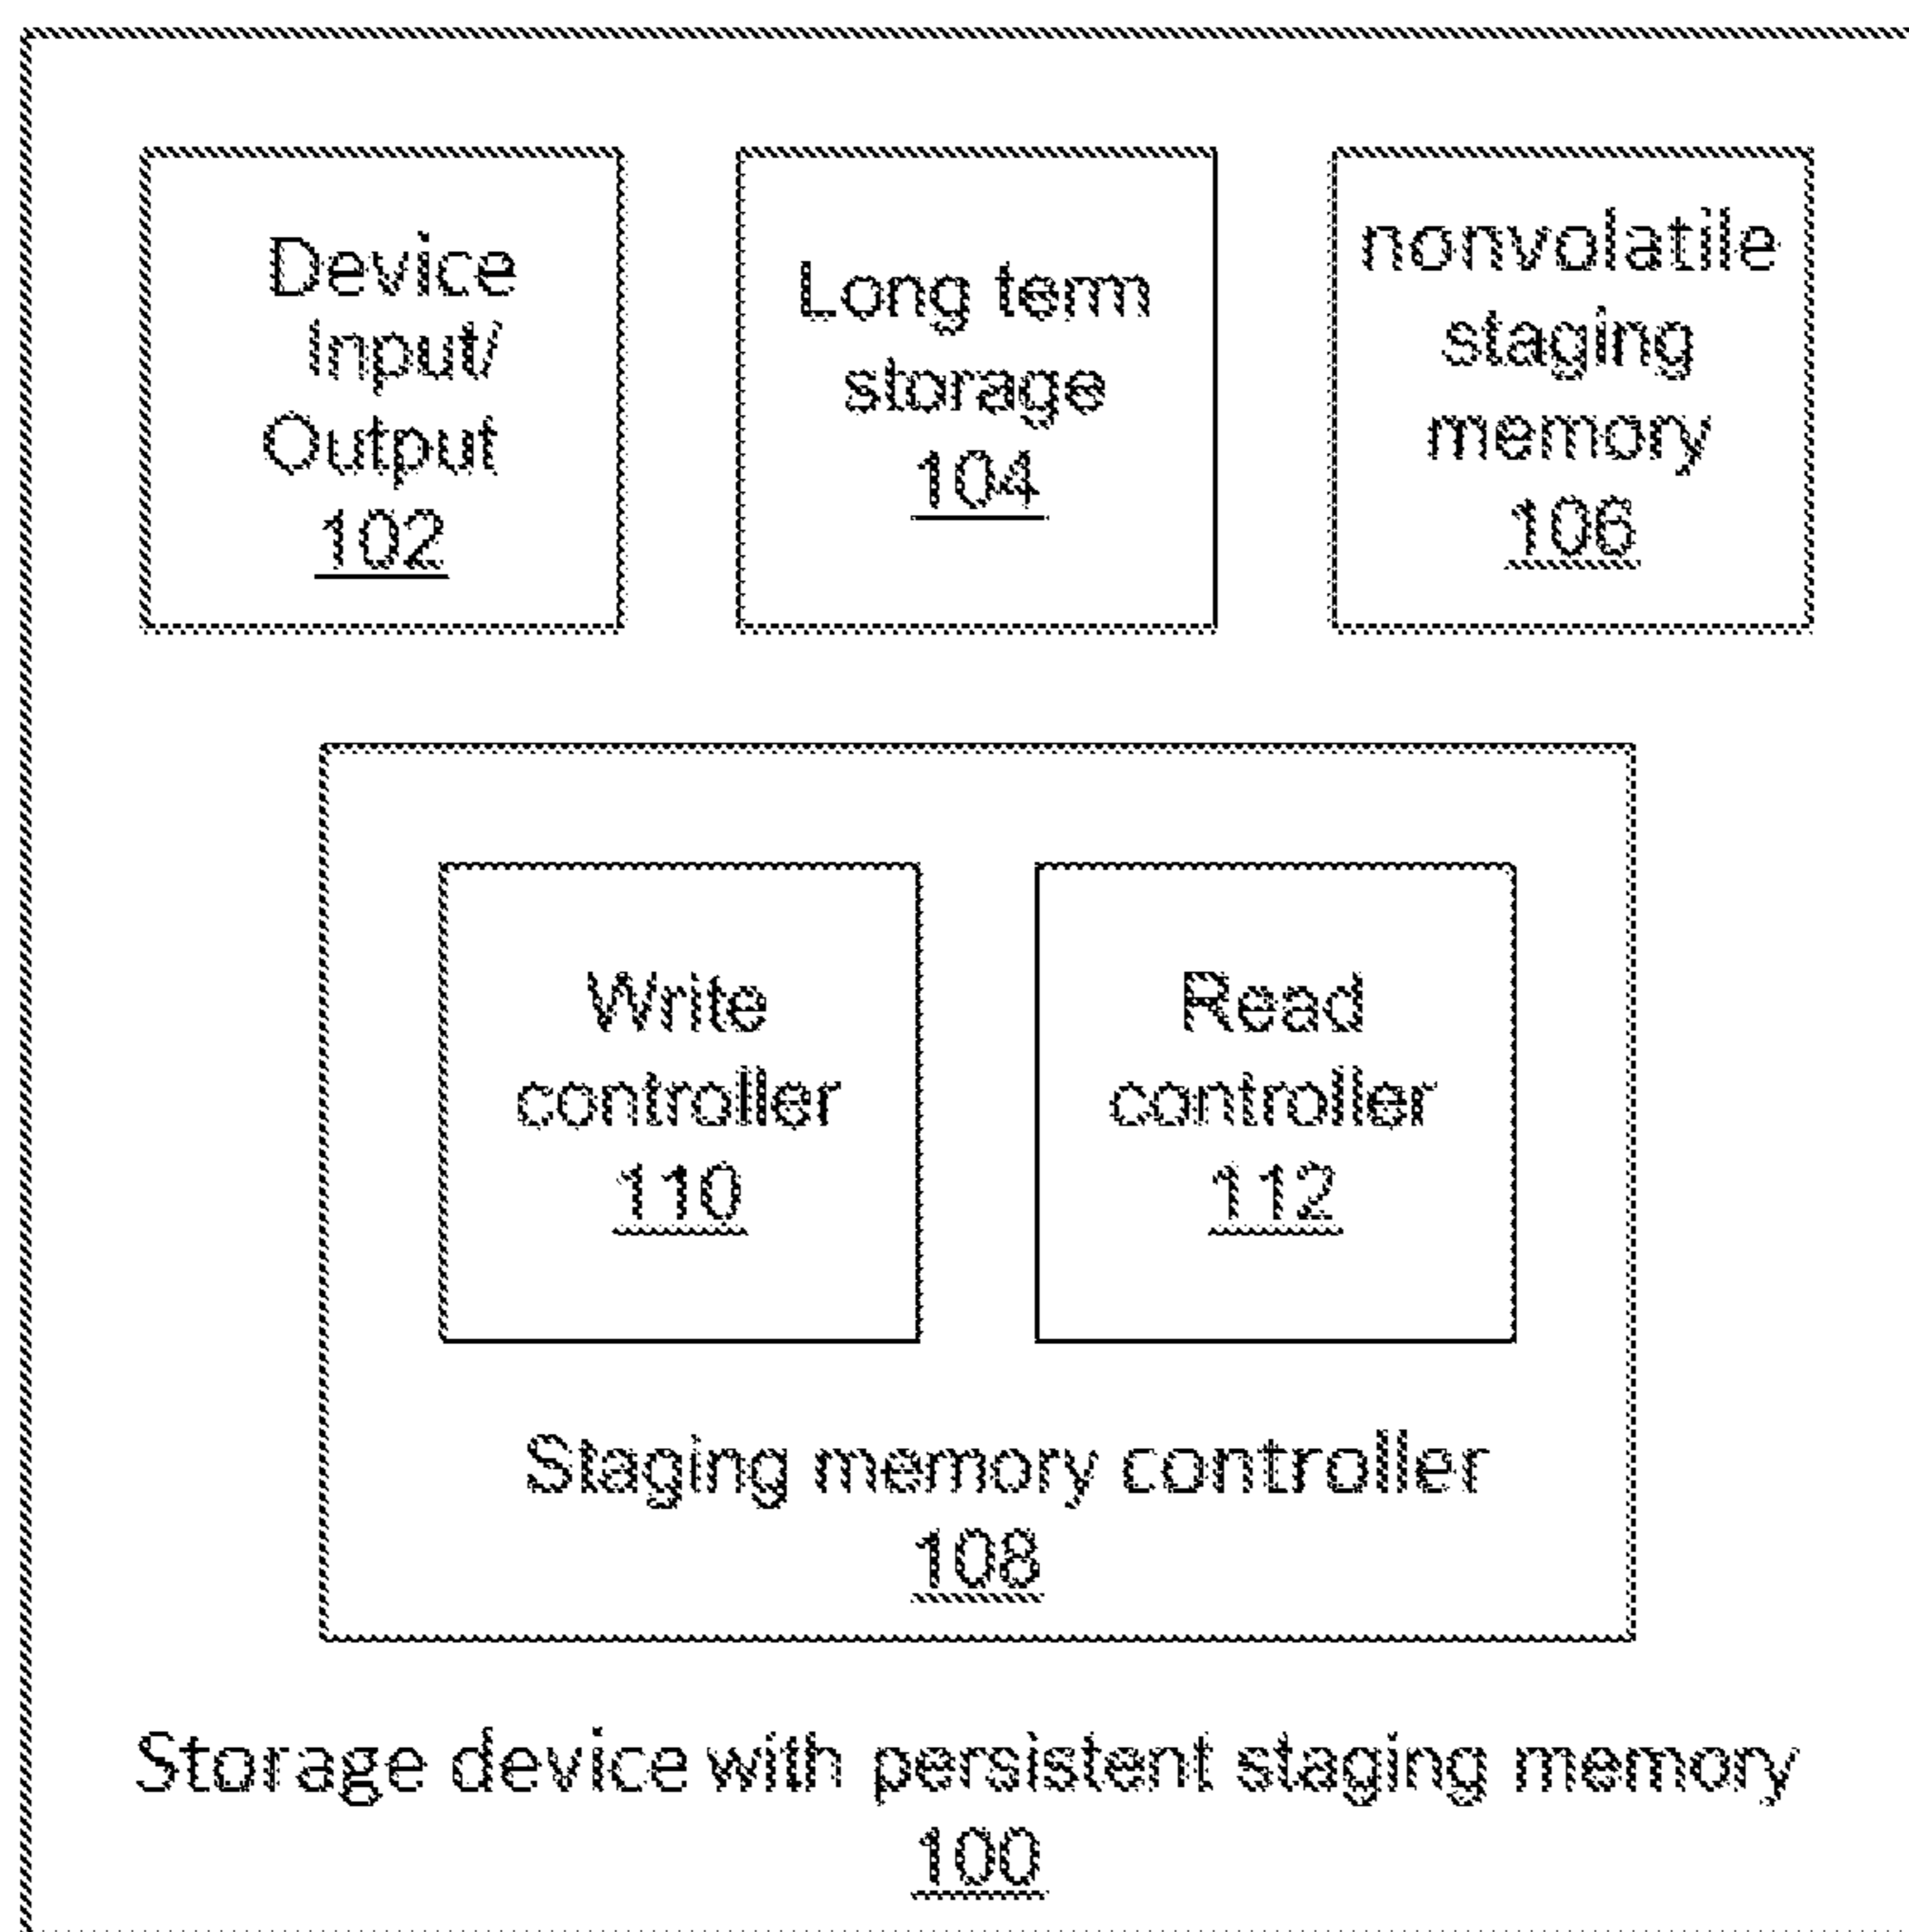 Device
Input/
Output
102
Long term
storage
104
nonvolatile
staging
memory
106
Write
controller
110
Read
controller
112
Staging memory controller
108
Storage device with persistent staging memory
100